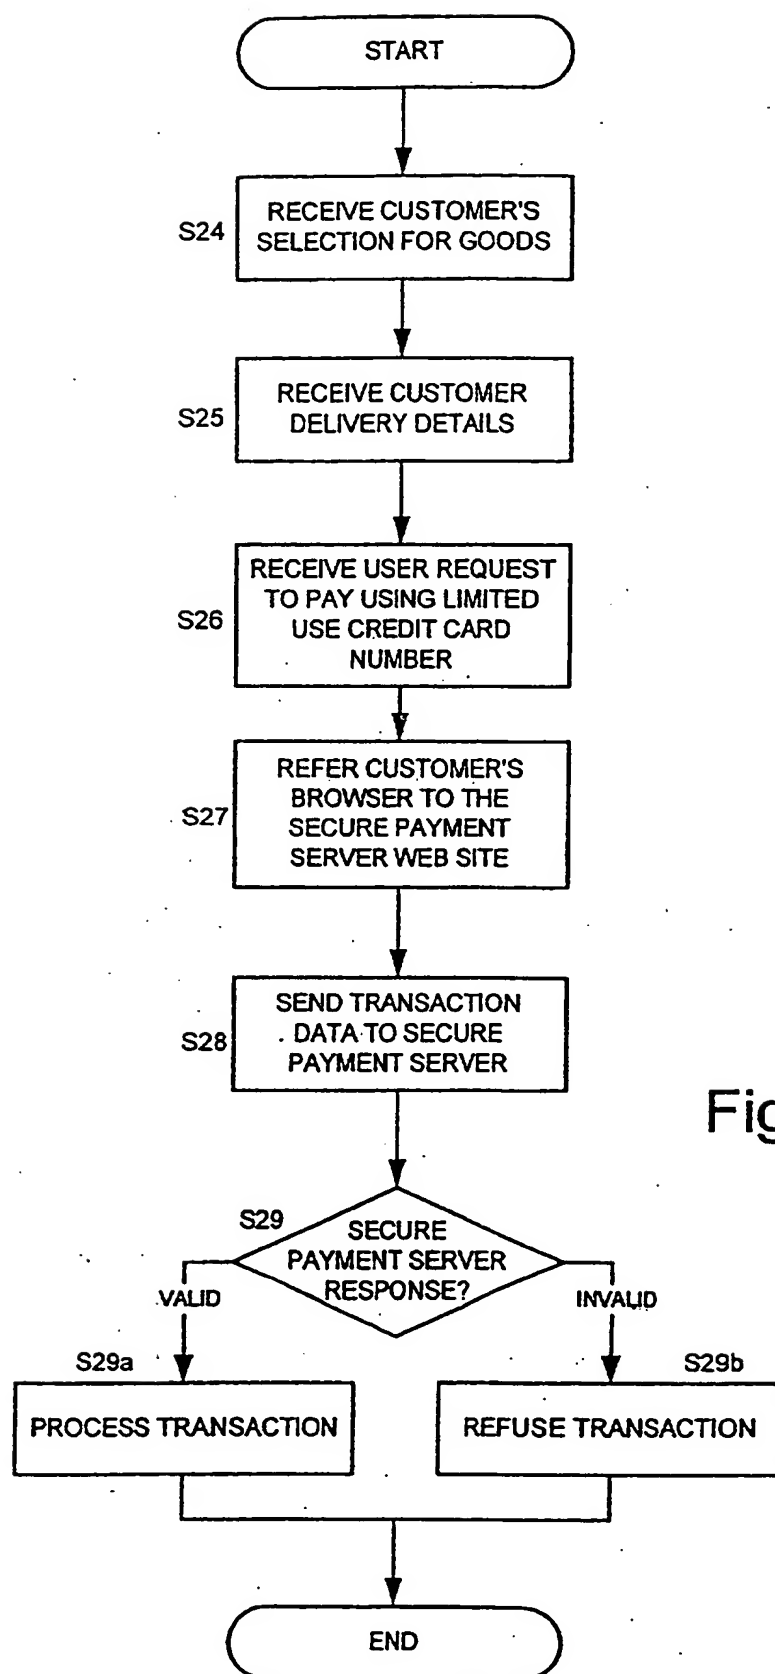 START
S24
RECEIVE CUSTOMER'S
SELECTION FOR GOODS
S25
RECEIVE CUSTOMER
DELIVERY DETAILS
S26
RECEIVE USER REQUEST
TO PAY USING LIMITED
USE CREDIT CARD
NUMBER
S27
REFER CUSTOMER'S
BROWSER TO THE
SECURE PAYMENT
SERVER WEB SITE
S28
SEND TRANSACTION
DATA TO SECURE
PAYMENT SERVER
Fig
S29
SECURE
PAYMENT SERVER
RESPONSE?
VALID
INVALID
S29a
S29b
PROCESS TRANSACTION
REFUSE TRANSACTION
END